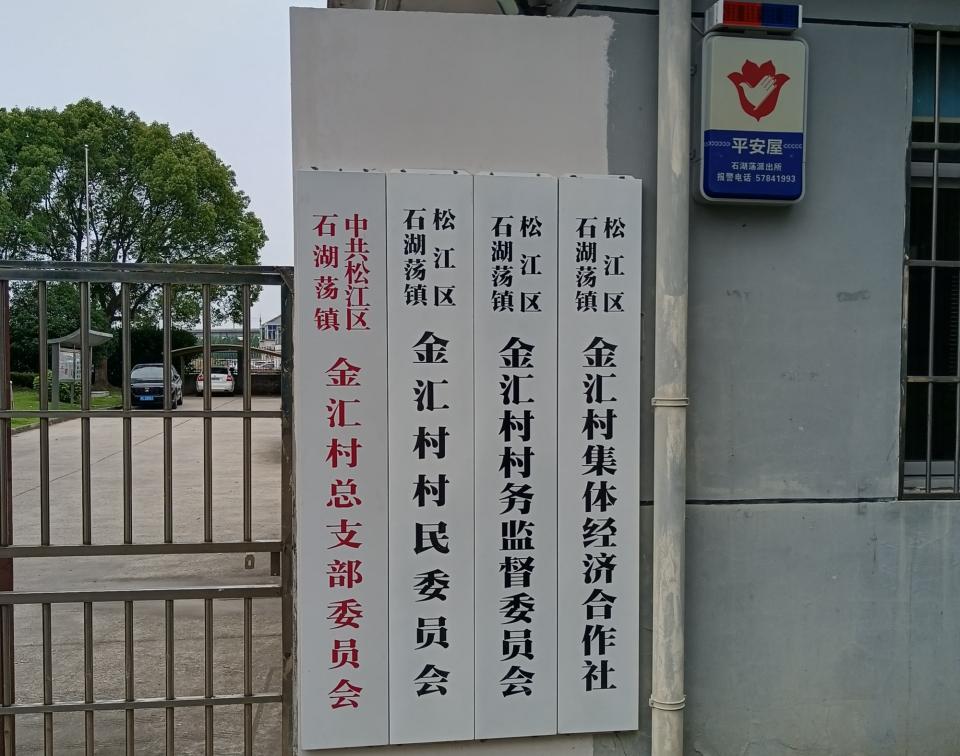 中共松江区
石湖荡镇
金汇村总支部委员会
松江区
石湖荡镇
金汇村村民委员会
松江区
石湖荡镇
金汇村村务监督委员会
松江区
石湖荡镇
金汇村集体经济合作社
平安屋
石湖荡派出所
报警电话 57841993